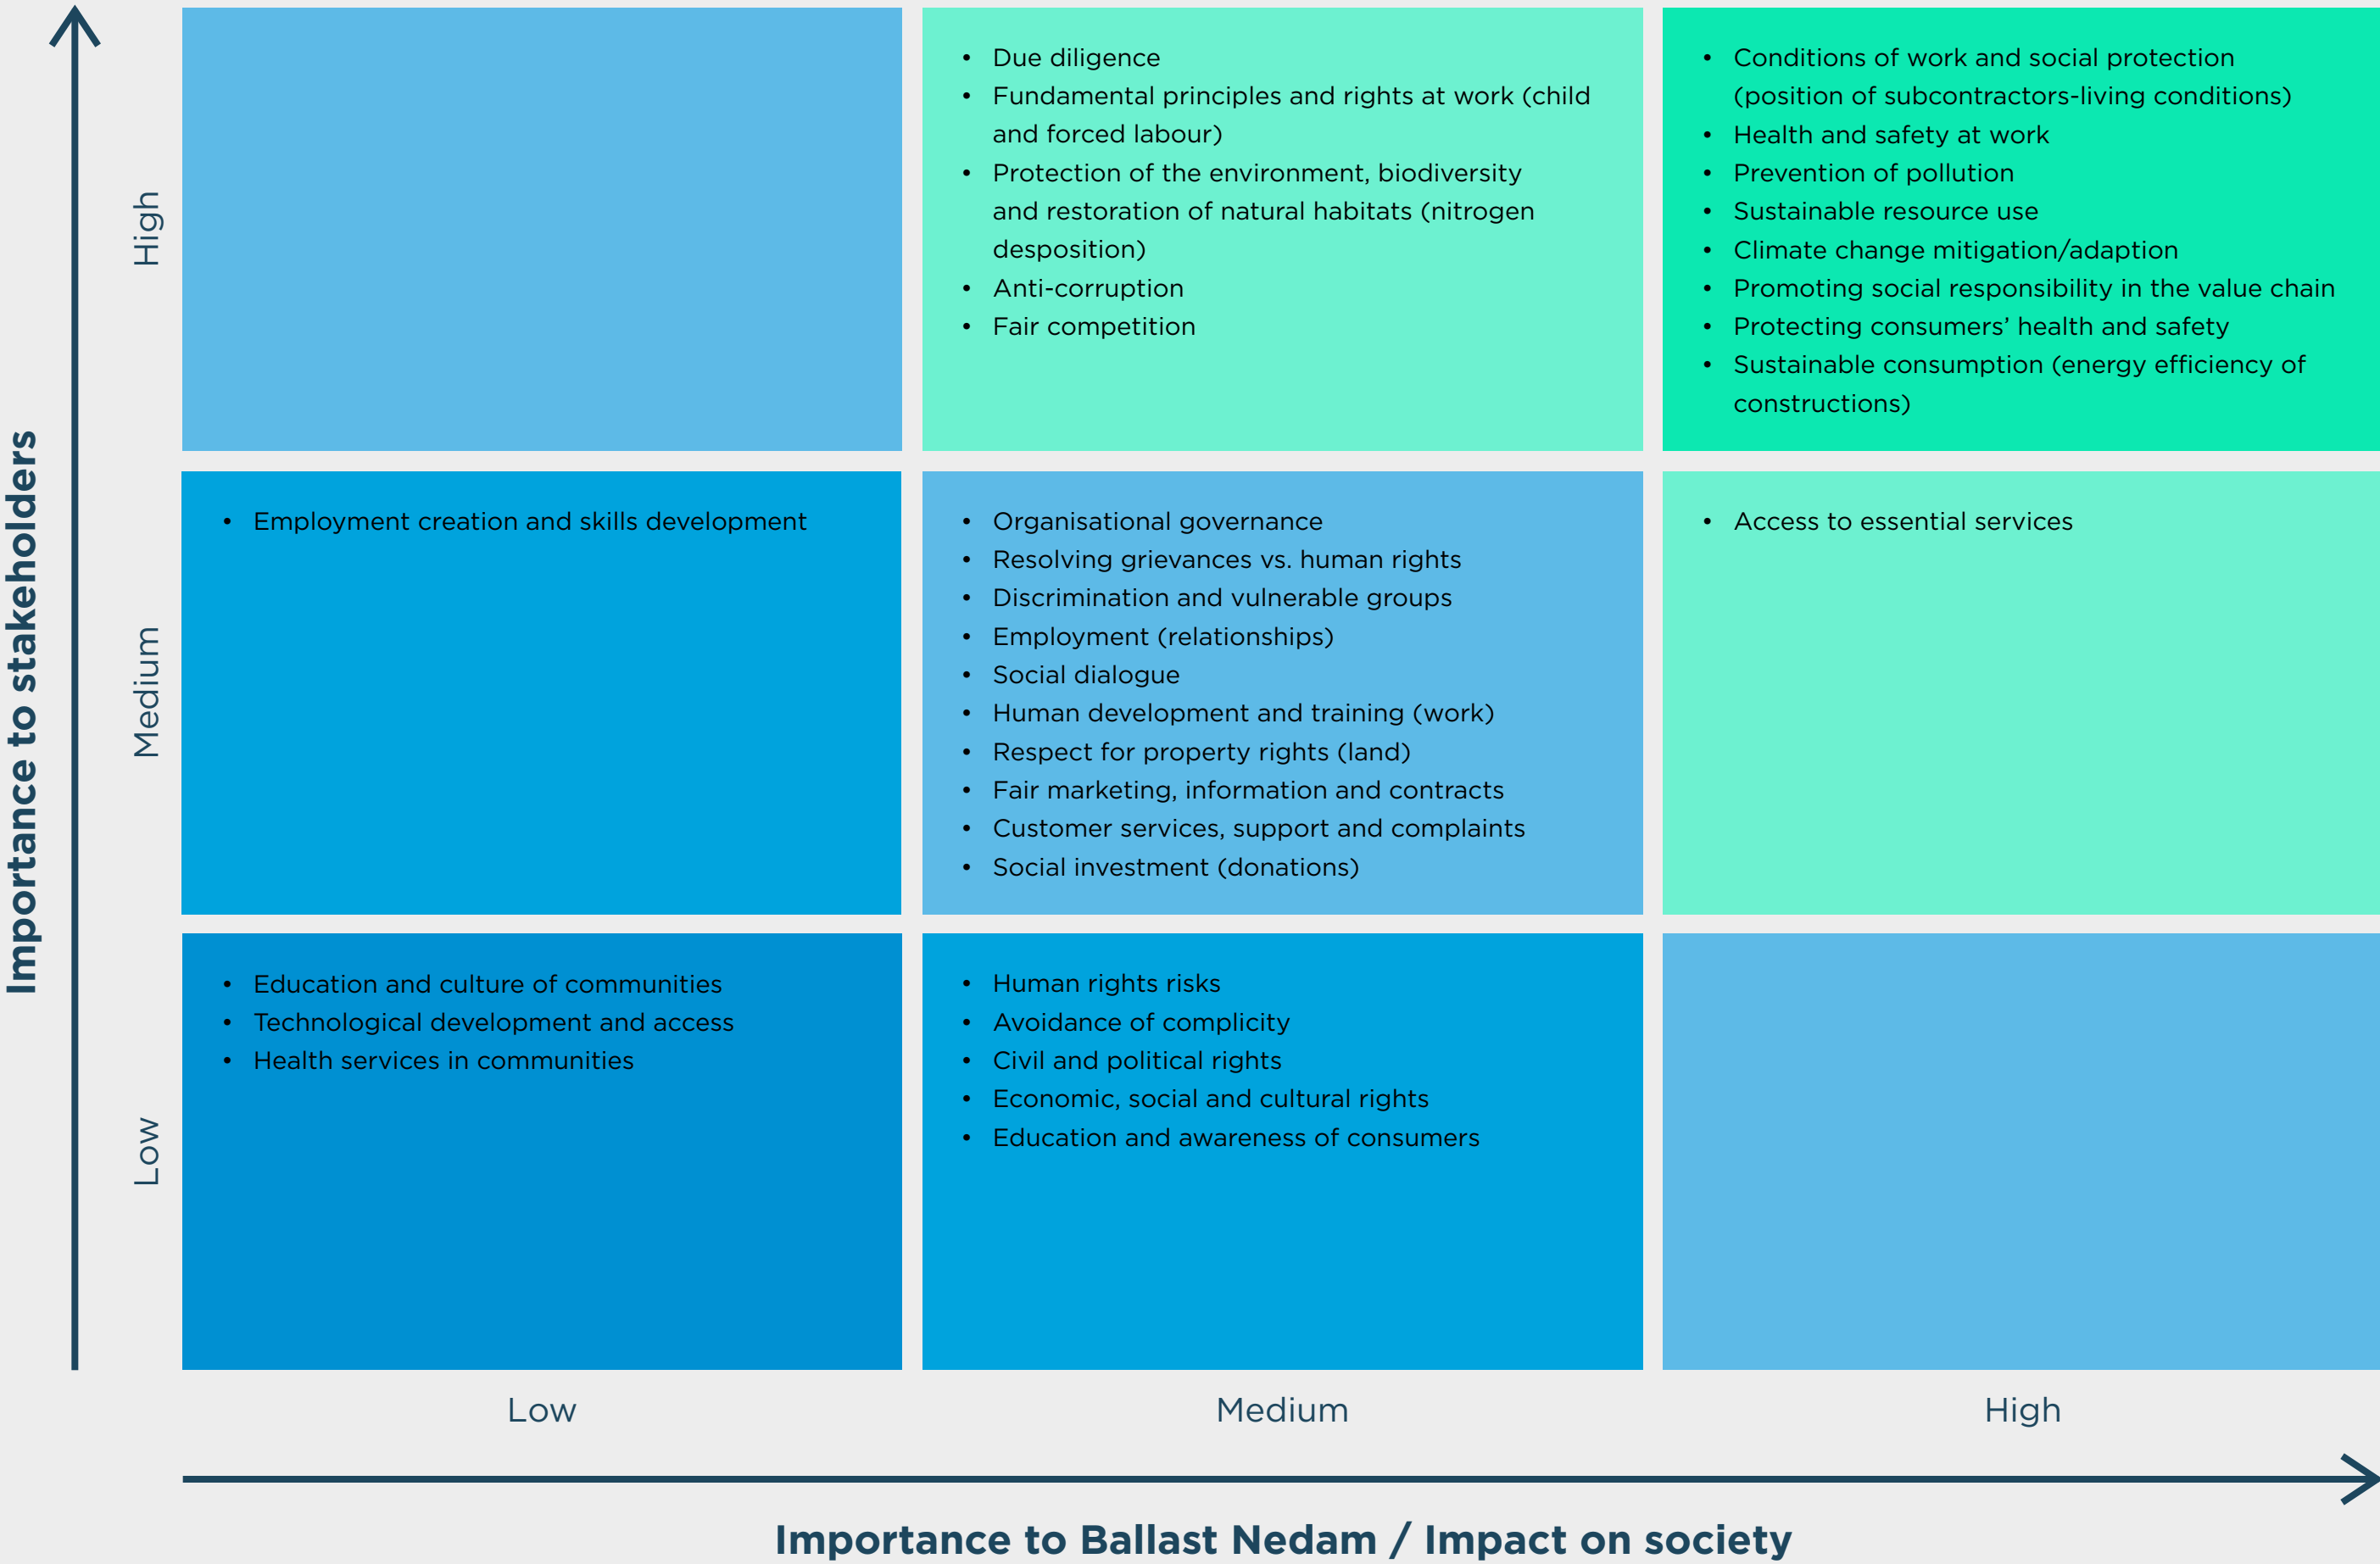 Importance to stakeholders
High
• Due diligence
• Fundamental principles and rights at work (child
and forced labour)
• Protection of the environment, biodiversity
and restoration of natural habitats (nitrogen
desposition)
• Anti-corruption
• Fair competition
• Conditions of work and social protection
(position of subcontractors-living conditions)
• Health and safety at work
• Prevention of pollution
• Sustainable resource use
• Climate change mitigation/adaption
• Promoting social responsibility in the value chain
• Protecting consumers’ health and safety
• Sustainable consumption (energy efficiency of
constructions)
Medium
• Employment creation and skills development
• Organisational governance
• Resolving grievances vs. human rights
• Discrimination and vulnerable groups
• Employment (relationships)
• Social dialogue
• Human development and training (work)
• Respect for property rights (land)
• Fair marketing, information and contracts
• Customer services, support and complaints
• Social investment (donations)
• Access to essential services
Low
• Education and culture of communities
• Technological development and access
• Health services in communities
• Human rights risks
• Avoidance of complicity
• Civil and political rights
• Economic, social and cultural rights
• Education and awareness of consumers
Low
Medium
High
Importance to Ballast Nedam / Impact on society